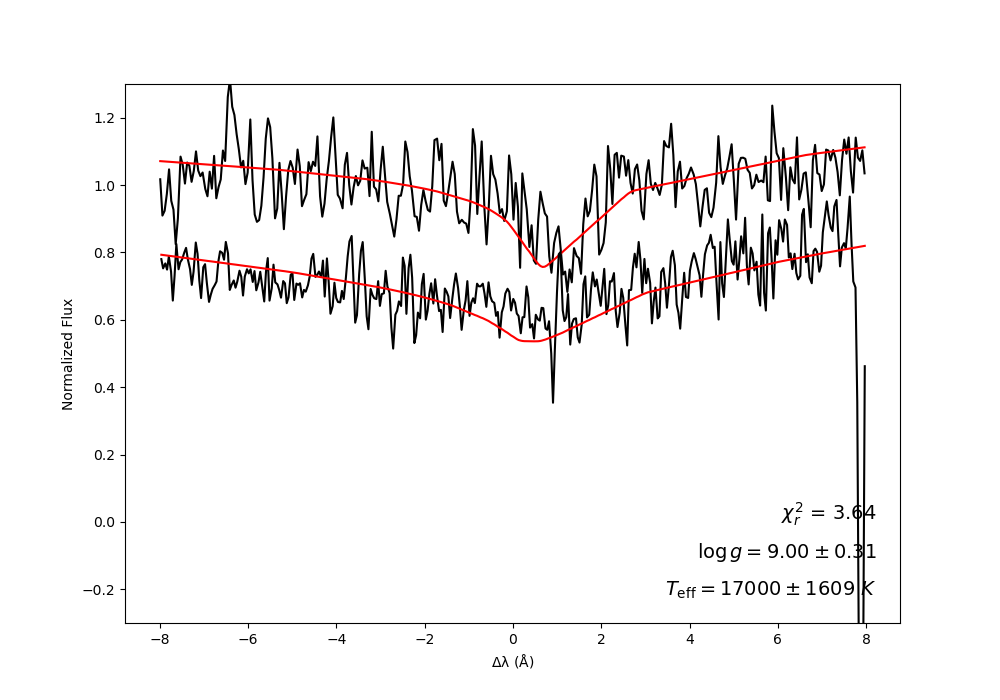 1.2
1.0
0.8
0.6
0.4
0.2
0.0
−0.2
Normalized Flux
χ²ᵣ = 3.64
log g = 9.00 ± 0.31
T_eff = 17000 ± 1609 K
−8 −6 −4 −2 0 2 4 6 8
Δλ (Å)